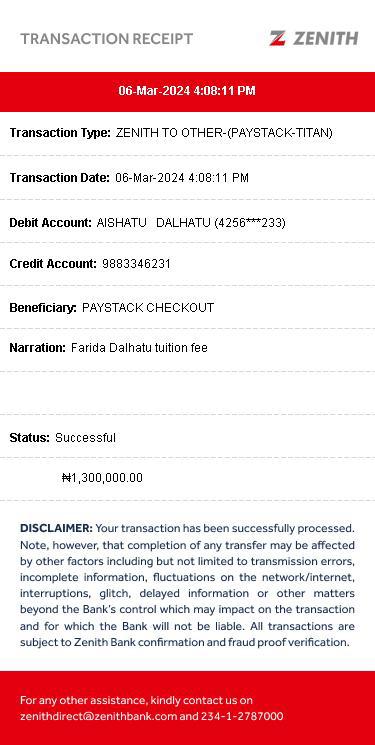 TRANSACTION RECEIPT
ZENITH
06-Mar-2024 4:08:11 PM
Transaction Type: ZENITH TO OTHER-(PAYSTACK-TITAN)
Transaction Date: 06-Mar-2024 4:08:11 PM
Debit Account: AISHATU DALHATU (4256***233)
Credit Account: 9883346231
Beneficiary: PAYSTACK CHECKOUT
Narration: Farida Dalhatu tuition fee
Status: Successful
₦1,300,000.00
DISCLAIMER: Your transaction has been successfully processed.
Note, however, that completion of any transfer may be affected
by other factors including but not limited to transmission errors,
incomplete information, fluctuations on the network/internet,
interruptions, glitch, delayed information or other matters
beyond the Bank's control which may impact on the transaction
and for which the Bank will not be liable. All transactions are
subject to Zenith Bank confirmation and fraud proof verification.
For any other assistance, kindly contact us on
zenithdirect@zenithbank.com and 234-1-2787000